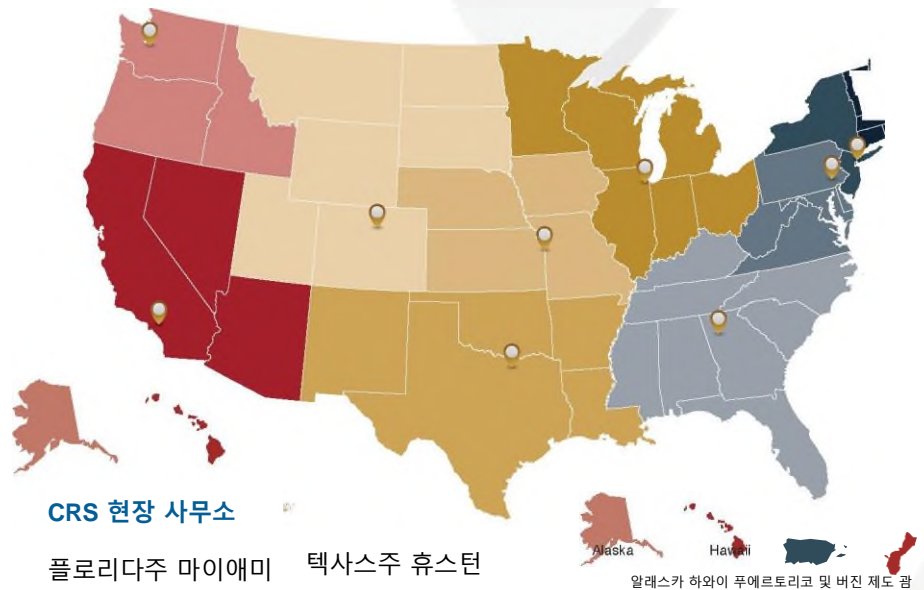 CRS 현장 사무소
플로리다주 마이애미
텍사스주 휴스턴
Alaska
Hawaii
알래스카 하와이 푸에르토리코 및 버진 제도 괌